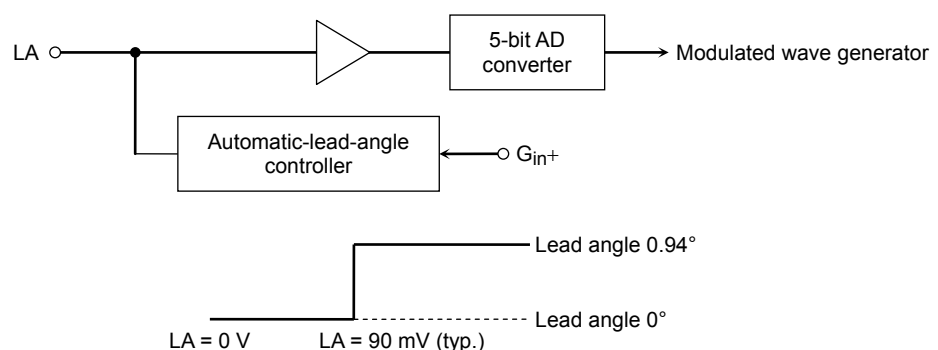 LA
5-bit AD
converter
Modulated wave generator
Automatic-lead-angle
controller
Gin+
Lead angle 0.94°
Lead angle 0°
LA = 0 V
LA = 90 mV (typ.)